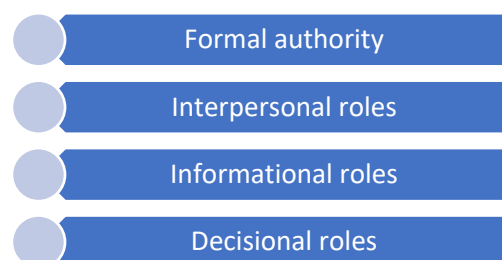 Formal authority
Interpersonal roles
Informational roles
Decisional roles